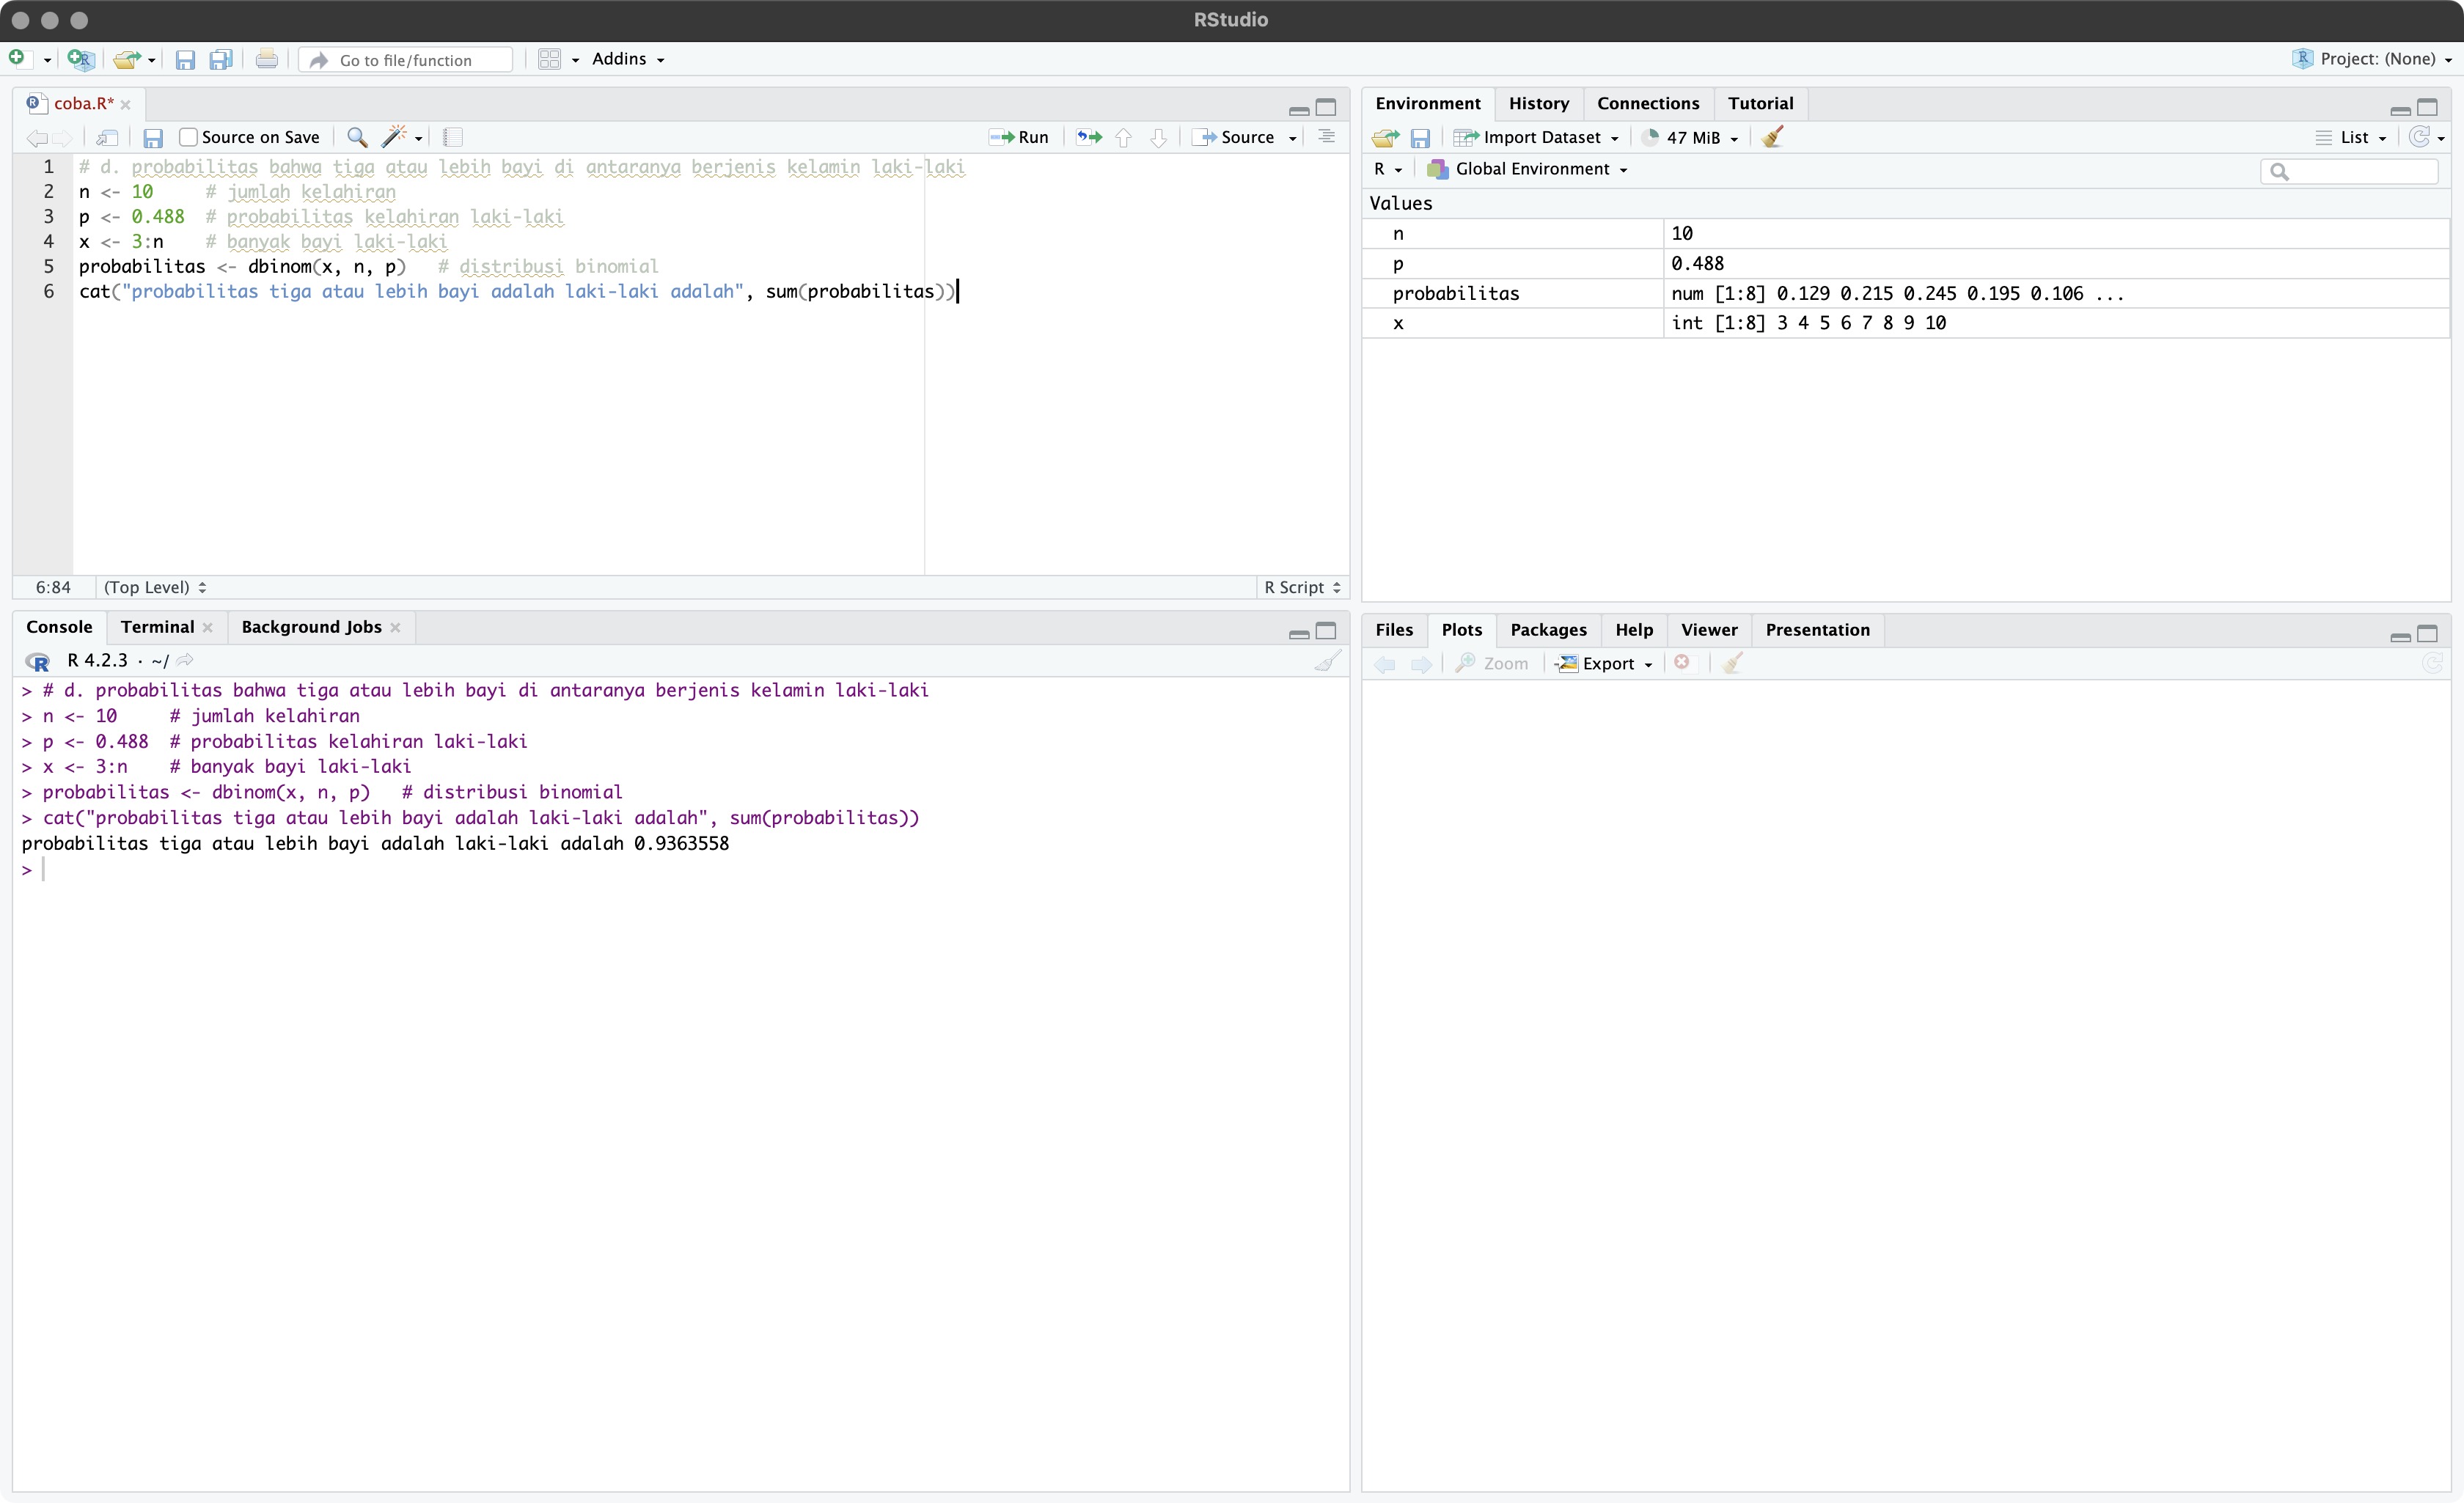 RStudio
Go to file/function
Addins
Project: (None)
coba.R*
Source on Save
Run
Source
1 # d. probabilitas bahwa tiga atau lebih bayi di antaranya berjenis kelamin laki-laki
2 n <- 10     # jumlah kelahiran
3 p <- 0.488  # probabilitas kelahiran laki-laki
4 x <- 3:n    # banyak bayi laki-laki
5 probabilitas <- dbinom(x, n, p)   # distribusi binomial
6 cat("probabilitas tiga atau lebih bayi adalah laki-laki adalah", sum(probabilitas))
6:84 (Top Level) R Script
Console Terminal Background Jobs
R 4.2.3 · ~/
> # d. probabilitas bahwa tiga atau lebih bayi di antaranya berjenis kelamin laki-laki
> n <- 10     # jumlah kelahiran
> p <- 0.488  # probabilitas kelahiran laki-laki
> x <- 3:n    # banyak bayi laki-laki
> probabilitas <- dbinom(x, n, p)   # distribusi binomial
> cat("probabilitas tiga atau lebih bayi adalah laki-laki adalah", sum(probabilitas))
probabilitas tiga atau lebih bayi adalah laki-laki adalah 0.9363558
>
Environment History Connections Tutorial
Import Dataset 47 MiB List
R Global Environment
Values
n 10
p 0.488
probabilitas num [1:8] 0.129 0.215 0.245 0.195 0.106 ...
x int [1:8] 3 4 5 6 7 8 9 10
Files Plots Packages Help Viewer Presentation
Zoom Export